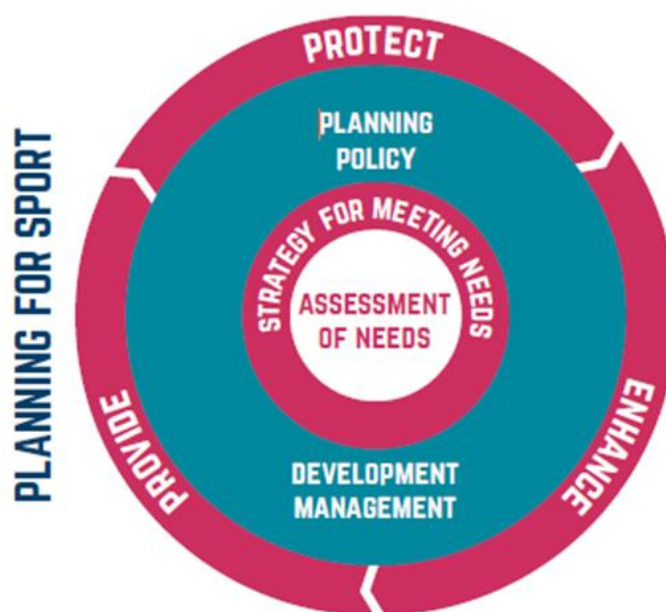 PLANNING FOR SPORT
PROTECT
PLANNING
POLICY
STRATEGY FOR MEETING NEEDS
ASSESSMENT
OF NEEDS
PROVIDE
ENHANCE
DEVELOPMENT
MANAGEMENT